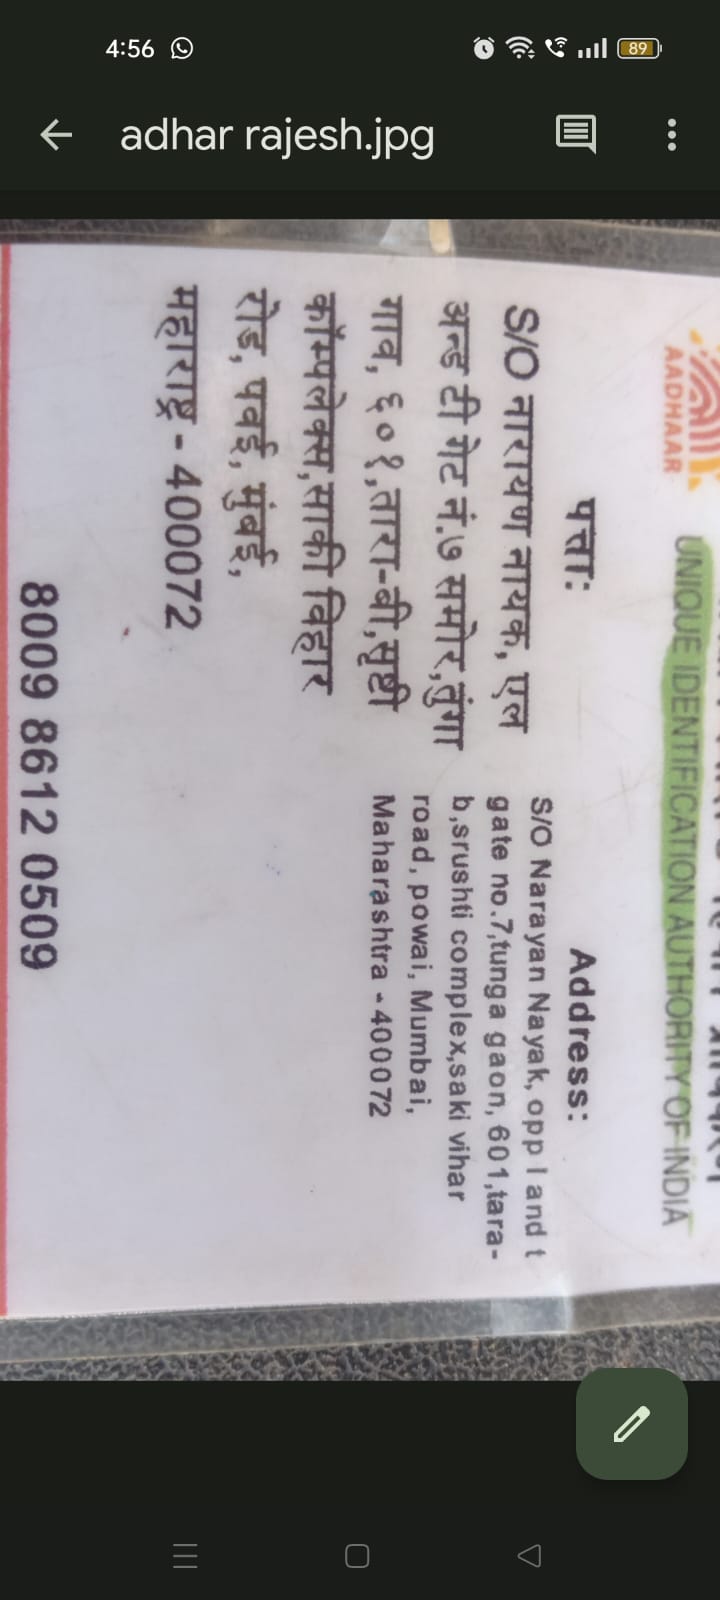 4:56
89
adhar rajesh.jpg
AADHAAR
UNIQUE IDENTIFICATION AUTHORITY OF INDIA
पत्ता:
S/O नारायण नायक, एल
अन्ड टी गेट नं.७ समोर,तुंगा
गाव, ६०१,तारा-बी,सृष्टी
कॉम्पलेक्स,साकी विहार
रोड, पवई, मुंबई,
महाराष्ट्र - 400072
Address:
S/O Narayan Nayak, opp l and t
gate no.7,tunga gaon, 601,tara-
b,srushti complex,saki vihar
road, powai, Mumbai,
Maharashtra - 400072
8009 8612 0509